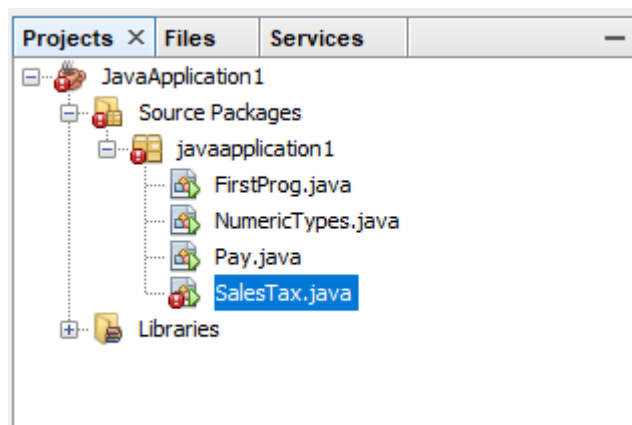 Projects Files Services
JavaApplication1
Source Packages
javaapplication1
FirstProg.java
NumericTypes.java
Pay.java
SalesTax.java
Libraries